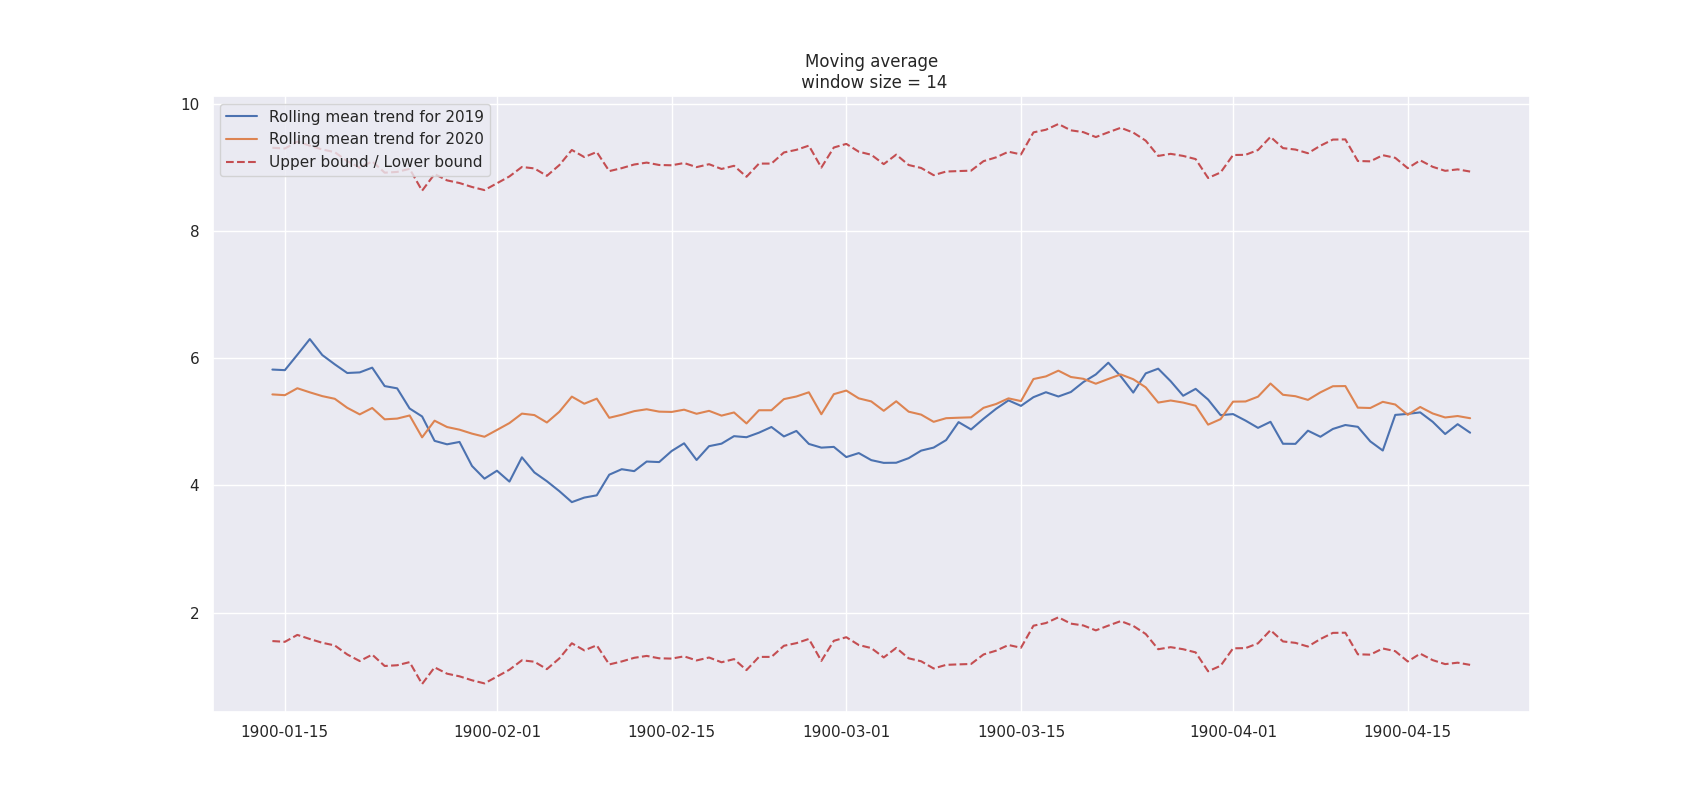 Moving average
window size = 14
10
8
6
4
2
Rolling mean trend for 2019
Rolling mean trend for 2020
Upper bound / Lower bound
1900-01-15
1900-02-01
1900-02-15
1900-03-01
1900-03-15
1900-04-01
1900-04-15